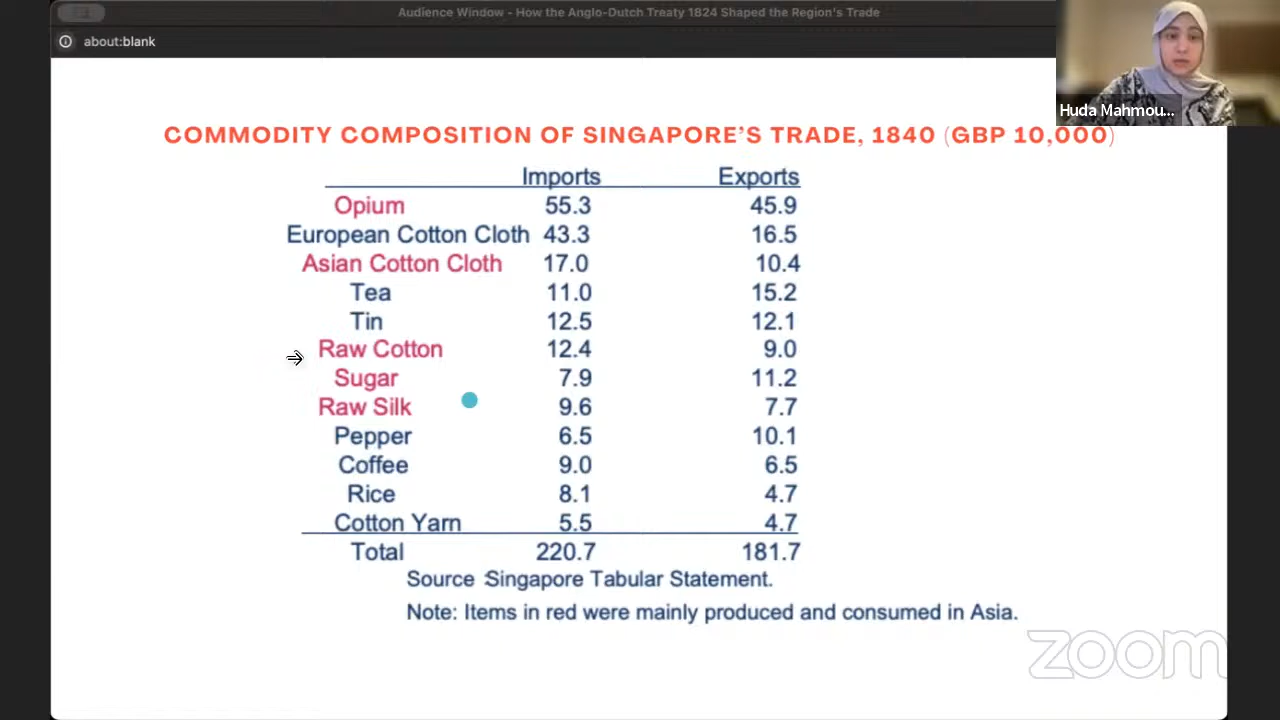 Audience Window - How the Anglo-Dutch Treaty 1824 Shaped the Region's Trade
about:blank
Huda Mahmou...
COMMODITY COMPOSITION OF SINGAPORE'S TRADE, 1840 (GBP 10,000)
Imports Exports
Opium 55.3 45.9
European Cotton Cloth 43.3 16.5
Asian Cotton Cloth 17.0 10.4
Tea 11.0 15.2
Tin 12.5 12.1
Raw Cotton 12.4 9.0
Sugar 7.9 11.2
Raw Silk 9.6 7.7
Pepper 6.5 10.1
Coffee 9.0 6.5
Rice 8.1 4.7
Cotton Yarn 5.5 4.7
Total 220.7 181.7
Source :Singapore Tabular Statement.
Note: Items in red were mainly produced and consumed in Asia.
zoom